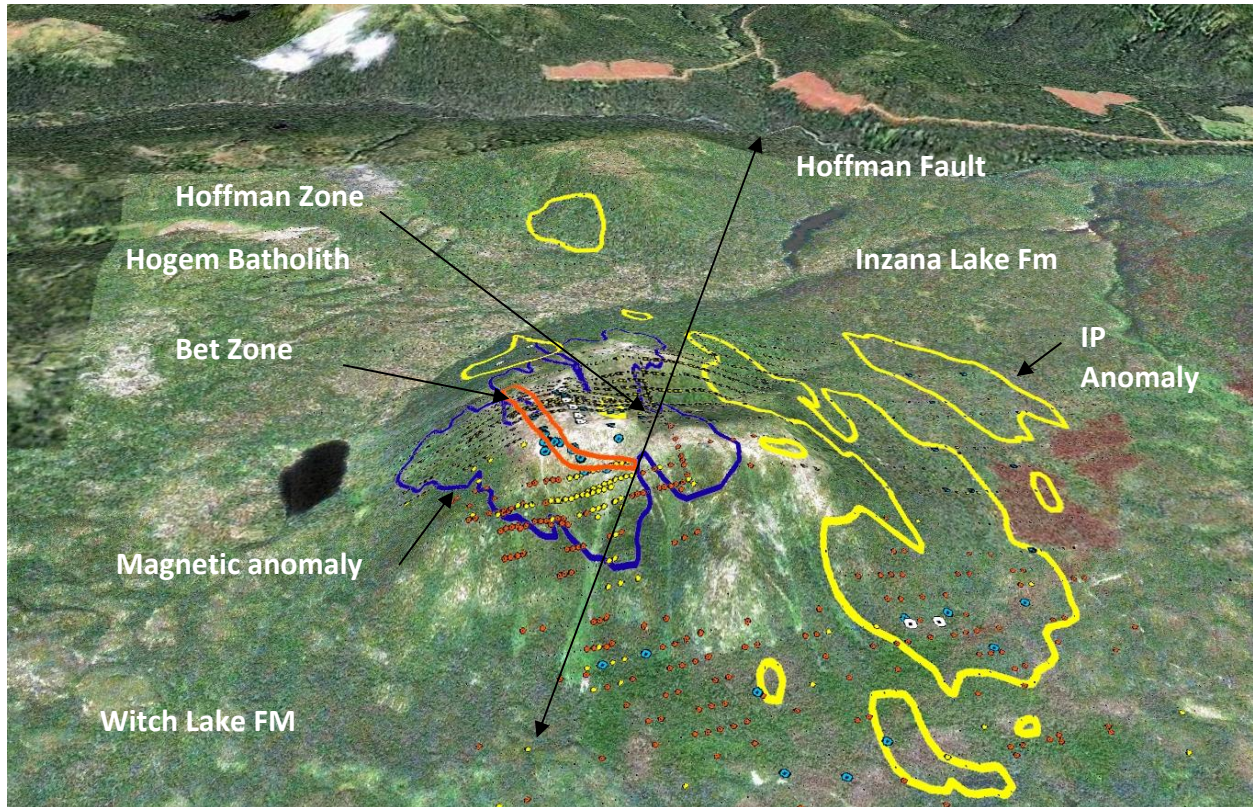 Hoffman Fault
Hoffman Zone
Hogem Batholith
Inzana Lake Fm
Bet Zone
IP
Anomaly
Magnetic anomaly
Witch Lake FM